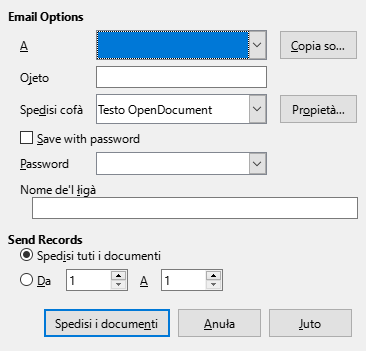 Email Options
A
Copia so...
Ojeto
Spedisi cofà
Testo OpenDocument
Propietà...
Save with password
Password
Nome de'l łigà
Send Records
Spedisi tuti i documenti
Da 1 A 1
Spedisi i documenti Anuła Juto